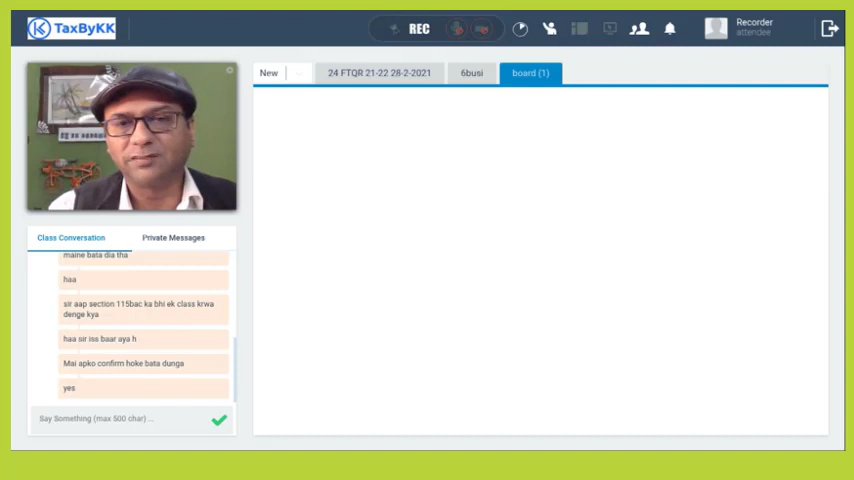 TaxByKK
REC
Recorder
attendee
New
24 FTQR 21-22 28-2-2021
6busi
board (1)
Class Conversation
Private Messages
maine bata dia tha
haa
sir aap section 115bac ka bhi ek class krwa
denge kya
haa sir iss baar aya h
Mai apko confirm hoke bata dunga
yes
Say Something (max 500 char) ...